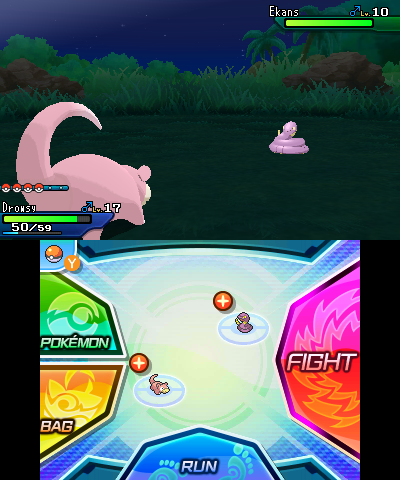 Ekans ♂Lv.10
Drowsy ♂Lv.17
50/59
Y
POKÉMON
FIGHT
BAG
RUN